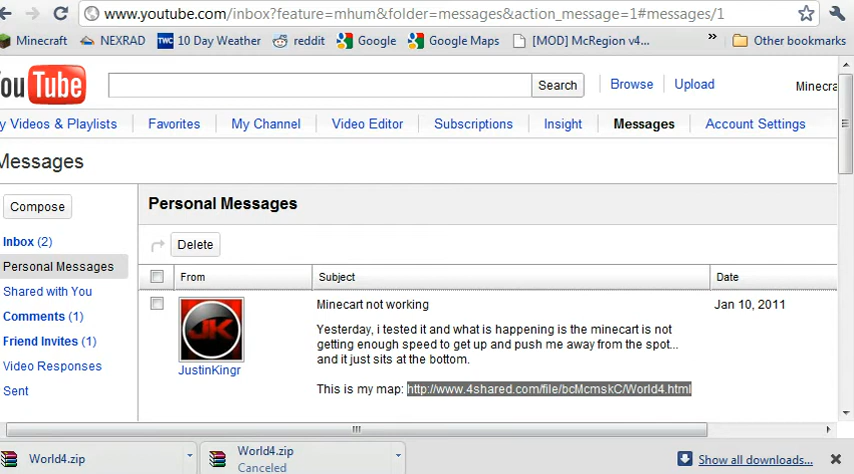 www.youtube.com/inbox?feature=mhum&folder=messages&action_message=1#messages/1
Minecraft NEXRAD TWC 10 Day Weather reddit Google Google Maps [MOD] McRegion v4... » Other bookmarks
ou Tube Search Browse Upload Minecra
y Videos & Playlists Favorites My Channel Video Editor Subscriptions Insight Messages Account Settings
Messages
Compose
Inbox (2)
Personal Messages
Shared with You
Comments (1)
Friend Invites (1)
Video Responses
Sent
Personal Messages
Delete
From Subject Date
JK
JustinKingr
Minecart not working Jan 10, 2011
Yesterday, i tested it and what is happening is the minecart is not
getting enough speed to get up and push me away from the spot...
and it just sits at the bottom.
This is my map: http://www.4shared.com/file/bcMcmskC/World4.html
World4.zip World4.zip
Canceled
Show all downloads...